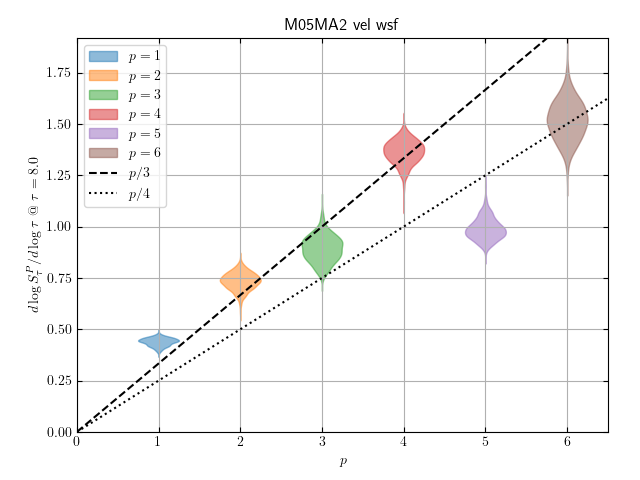 M05MA2 vel wsf
p = 1
p = 2
p = 3
p = 4
p = 5
p = 6
p/3
p/4
d log S_τ^P / d log τ @ τ = 8.0
1.75
1.50
1.25
1.00
0.75
0.50
0.25
0.00
0 1 2 3 4 5 6
p